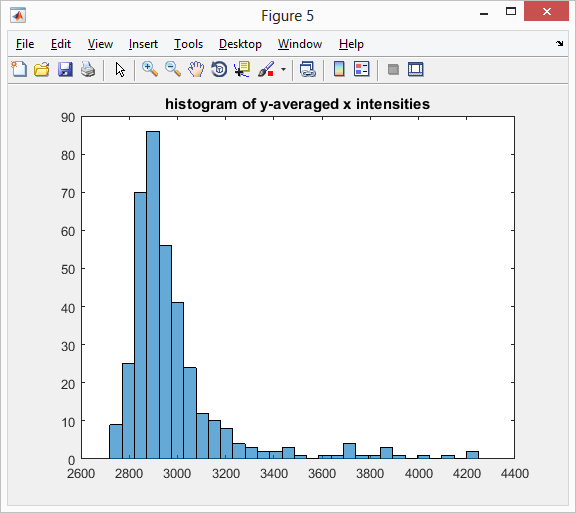 Figure 5
File Edit View Insert Tools Desktop Window Help
histogram of y-averaged x intensities
90
80
70
60
50
40
30
20
10
0
2600 2800 3000 3200 3400 3600 3800 4000 4200 4400